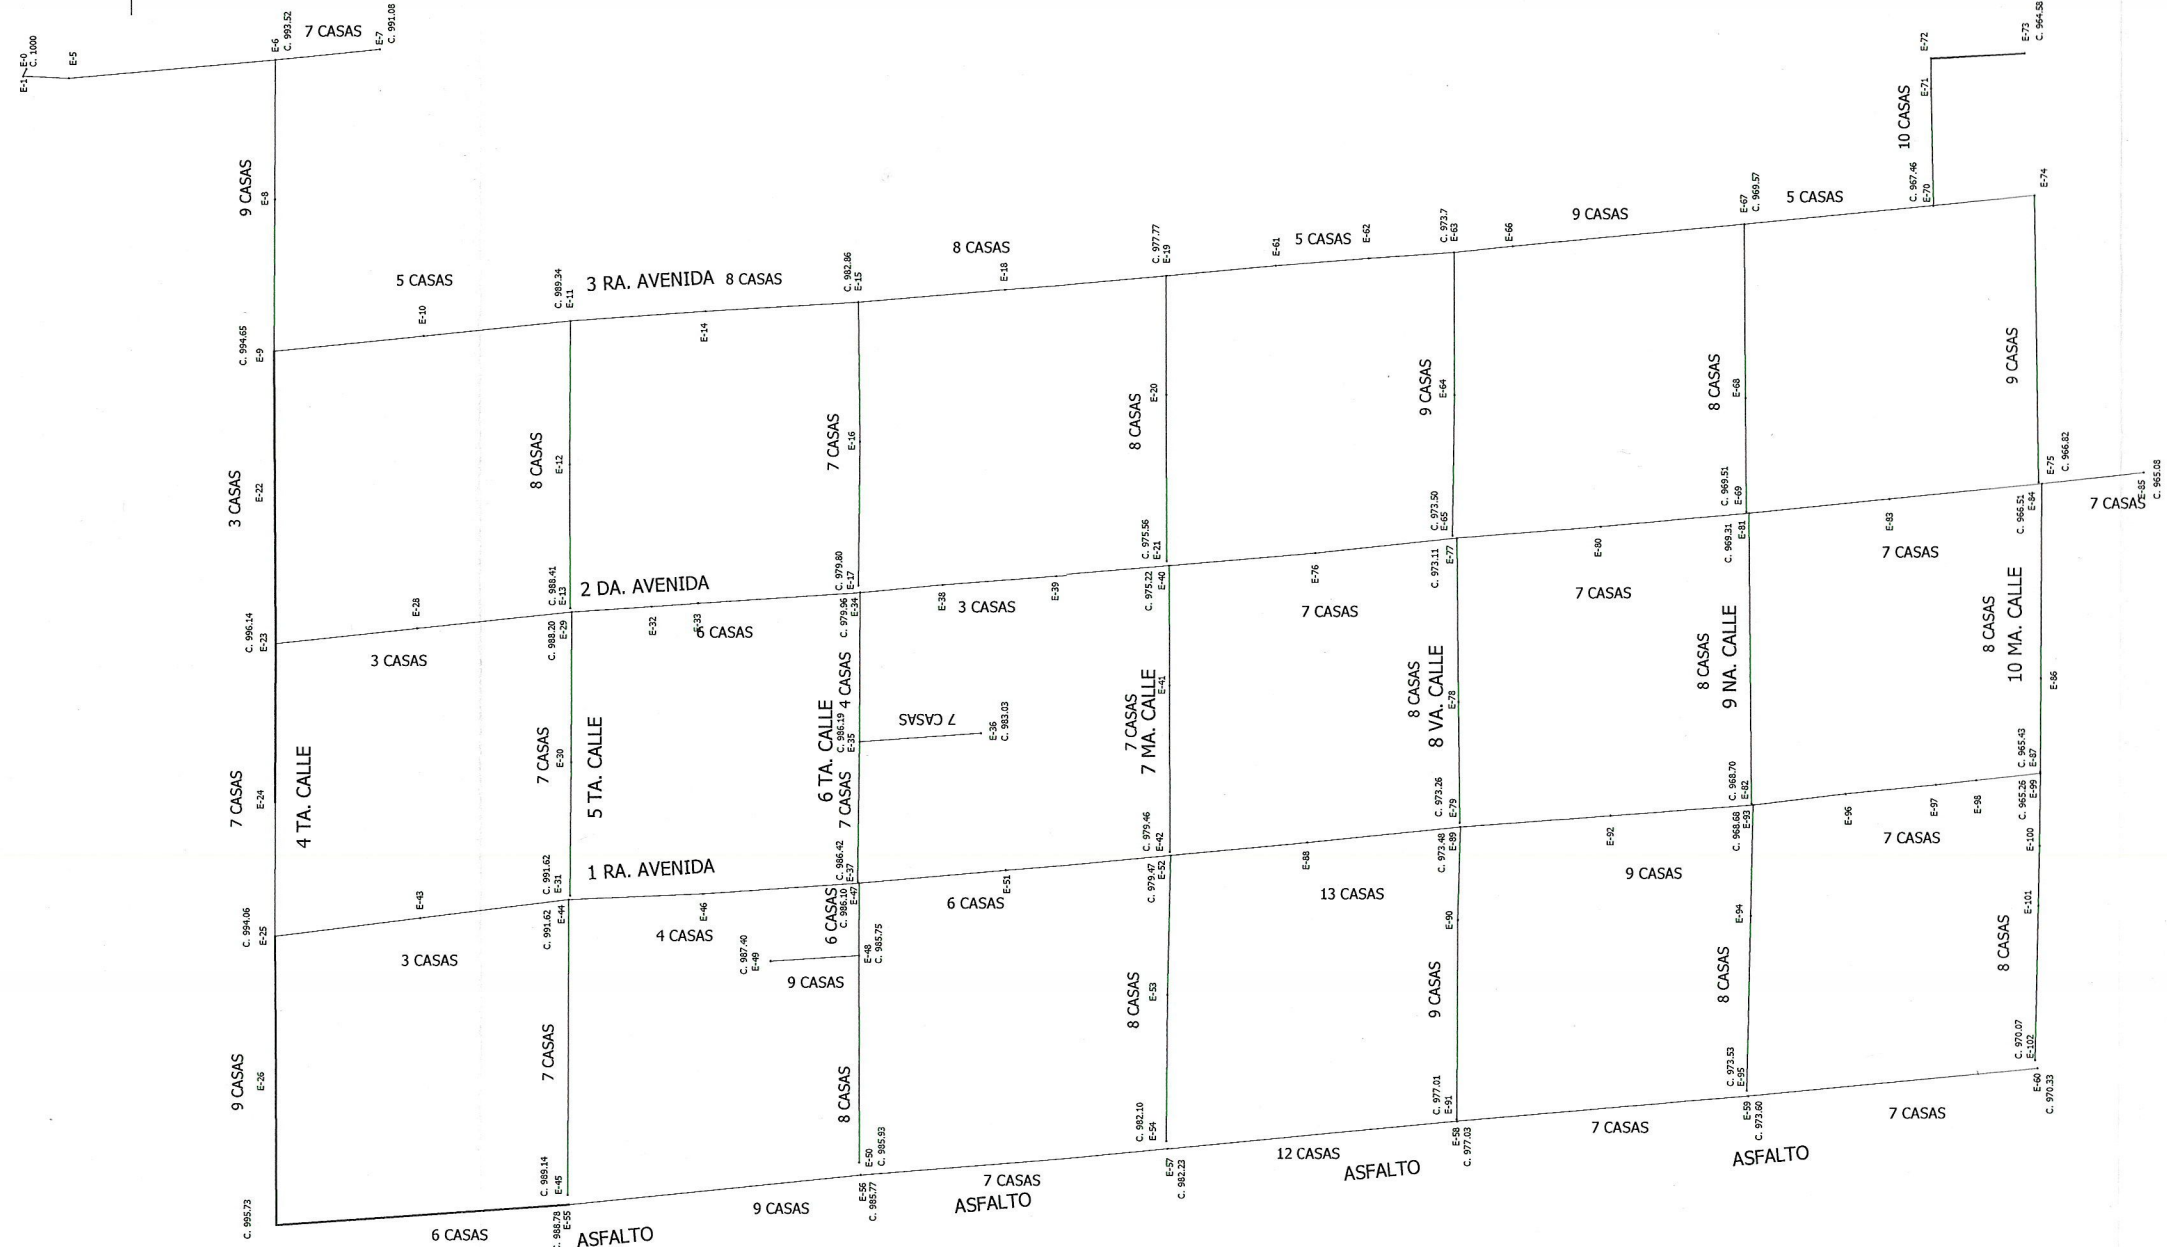 E-1
E-0
C. 1000
E-5
E-6
C. 993.52
7 CASAS
E-7
C. 991.08
E-72
E-73
C. 964.58
E-71
10 CASAS
9 CASAS
E-8
C. 967.46
E-70
E-74
5 CASAS
E-67
C. 969.57
9 CASAS
E-66
C. 973.7
E-63
5 CASAS
E-62
E-61
C. 977.77
E-19
8 CASAS
E-18
C. 982.86
E-15
3 RA. AVENIDA
8 CASAS
E-14
C. 989.34
E-11
5 CASAS
E-10
C. 994.65
E-9
3 CASAS
E-22
8 CASAS
E-12
7 CASAS
E-16
8 CASAS
E-20
9 CASAS
E-64
8 CASAS
E-68
9 CASAS
E-75
C. 966.82
7 CASAS
E-85
C. 965.08
C. 966.51
E-84
E-83
7 CASAS
C. 969.51
E-69
C. 969.31
E-81
E-80
7 CASAS
C. 973.50
E-65
C. 973.11
E-77
E-76
7 CASAS
C. 975.56
E-21
C. 975.22
E-40
E-39
3 CASAS
E-38
C. 979.80
E-17
C. 979.96
E-34
2 DA. AVENIDA
E-33
6 CASAS
E-32
C. 988.41
E-13
C. 988.20
E-29
E-28
3 CASAS
C. 996.14
E-23
7 CASAS
E-24
4 TA. CALLE
7 CASAS
E-30
5 TA. CALLE
6 TA. CALLE
4 CASAS
C. 986.19
E-35
7 CASAS
7 CASAS
E-36
C. 983.03
7 CASAS
7 MA. CALLE
E-41
8 CASAS
8 VA. CALLE
E-78
8 CASAS
9 NA. CALLE
8 CASAS
10 MA. CALLE
E-86
C. 965.43
E-87
C. 965.26
E-99
E-98
E-97
E-96
7 CASAS
C. 968.70
E-82
C. 968.68
E-93
E-92
9 CASAS
C. 973.26
E-79
C. 973.48
E-89
E-88
13 CASAS
C. 979.46
E-42
C. 979.47
E-52
E-51
6 CASAS
C. 986.42
E-37
C. 986.10
E-47
6 CASAS
1 RA. AVENIDA
E-46
4 CASAS
C. 991.62
E-31
C. 991.62
E-44
E-43
3 CASAS
C. 994.06
E-25
C. 987.40
E-49
9 CASAS
E-48
C. 985.75
9 CASAS
E-26
7 CASAS
8 CASAS
8 CASAS
E-53
E-90
9 CASAS
E-94
8 CASAS
E-100
E-101
8 CASAS
C. 970.07
E-102
E-60
C. 970.33
7 CASAS
C. 973.53
E-95
E-59
C. 973.60
ASFALTO
7 CASAS
C. 977.01
E-91
E-58
C. 977.03
ASFALTO
12 CASAS
C. 982.10
E-54
E-57
C. 982.23
7 CASAS
ASFALTO
E-50
C. 985.93
E-56
C. 985.77
9 CASAS
C. 989.14
E-45
C. 988.78
E-55
ASFALTO
6 CASAS
C. 995.73